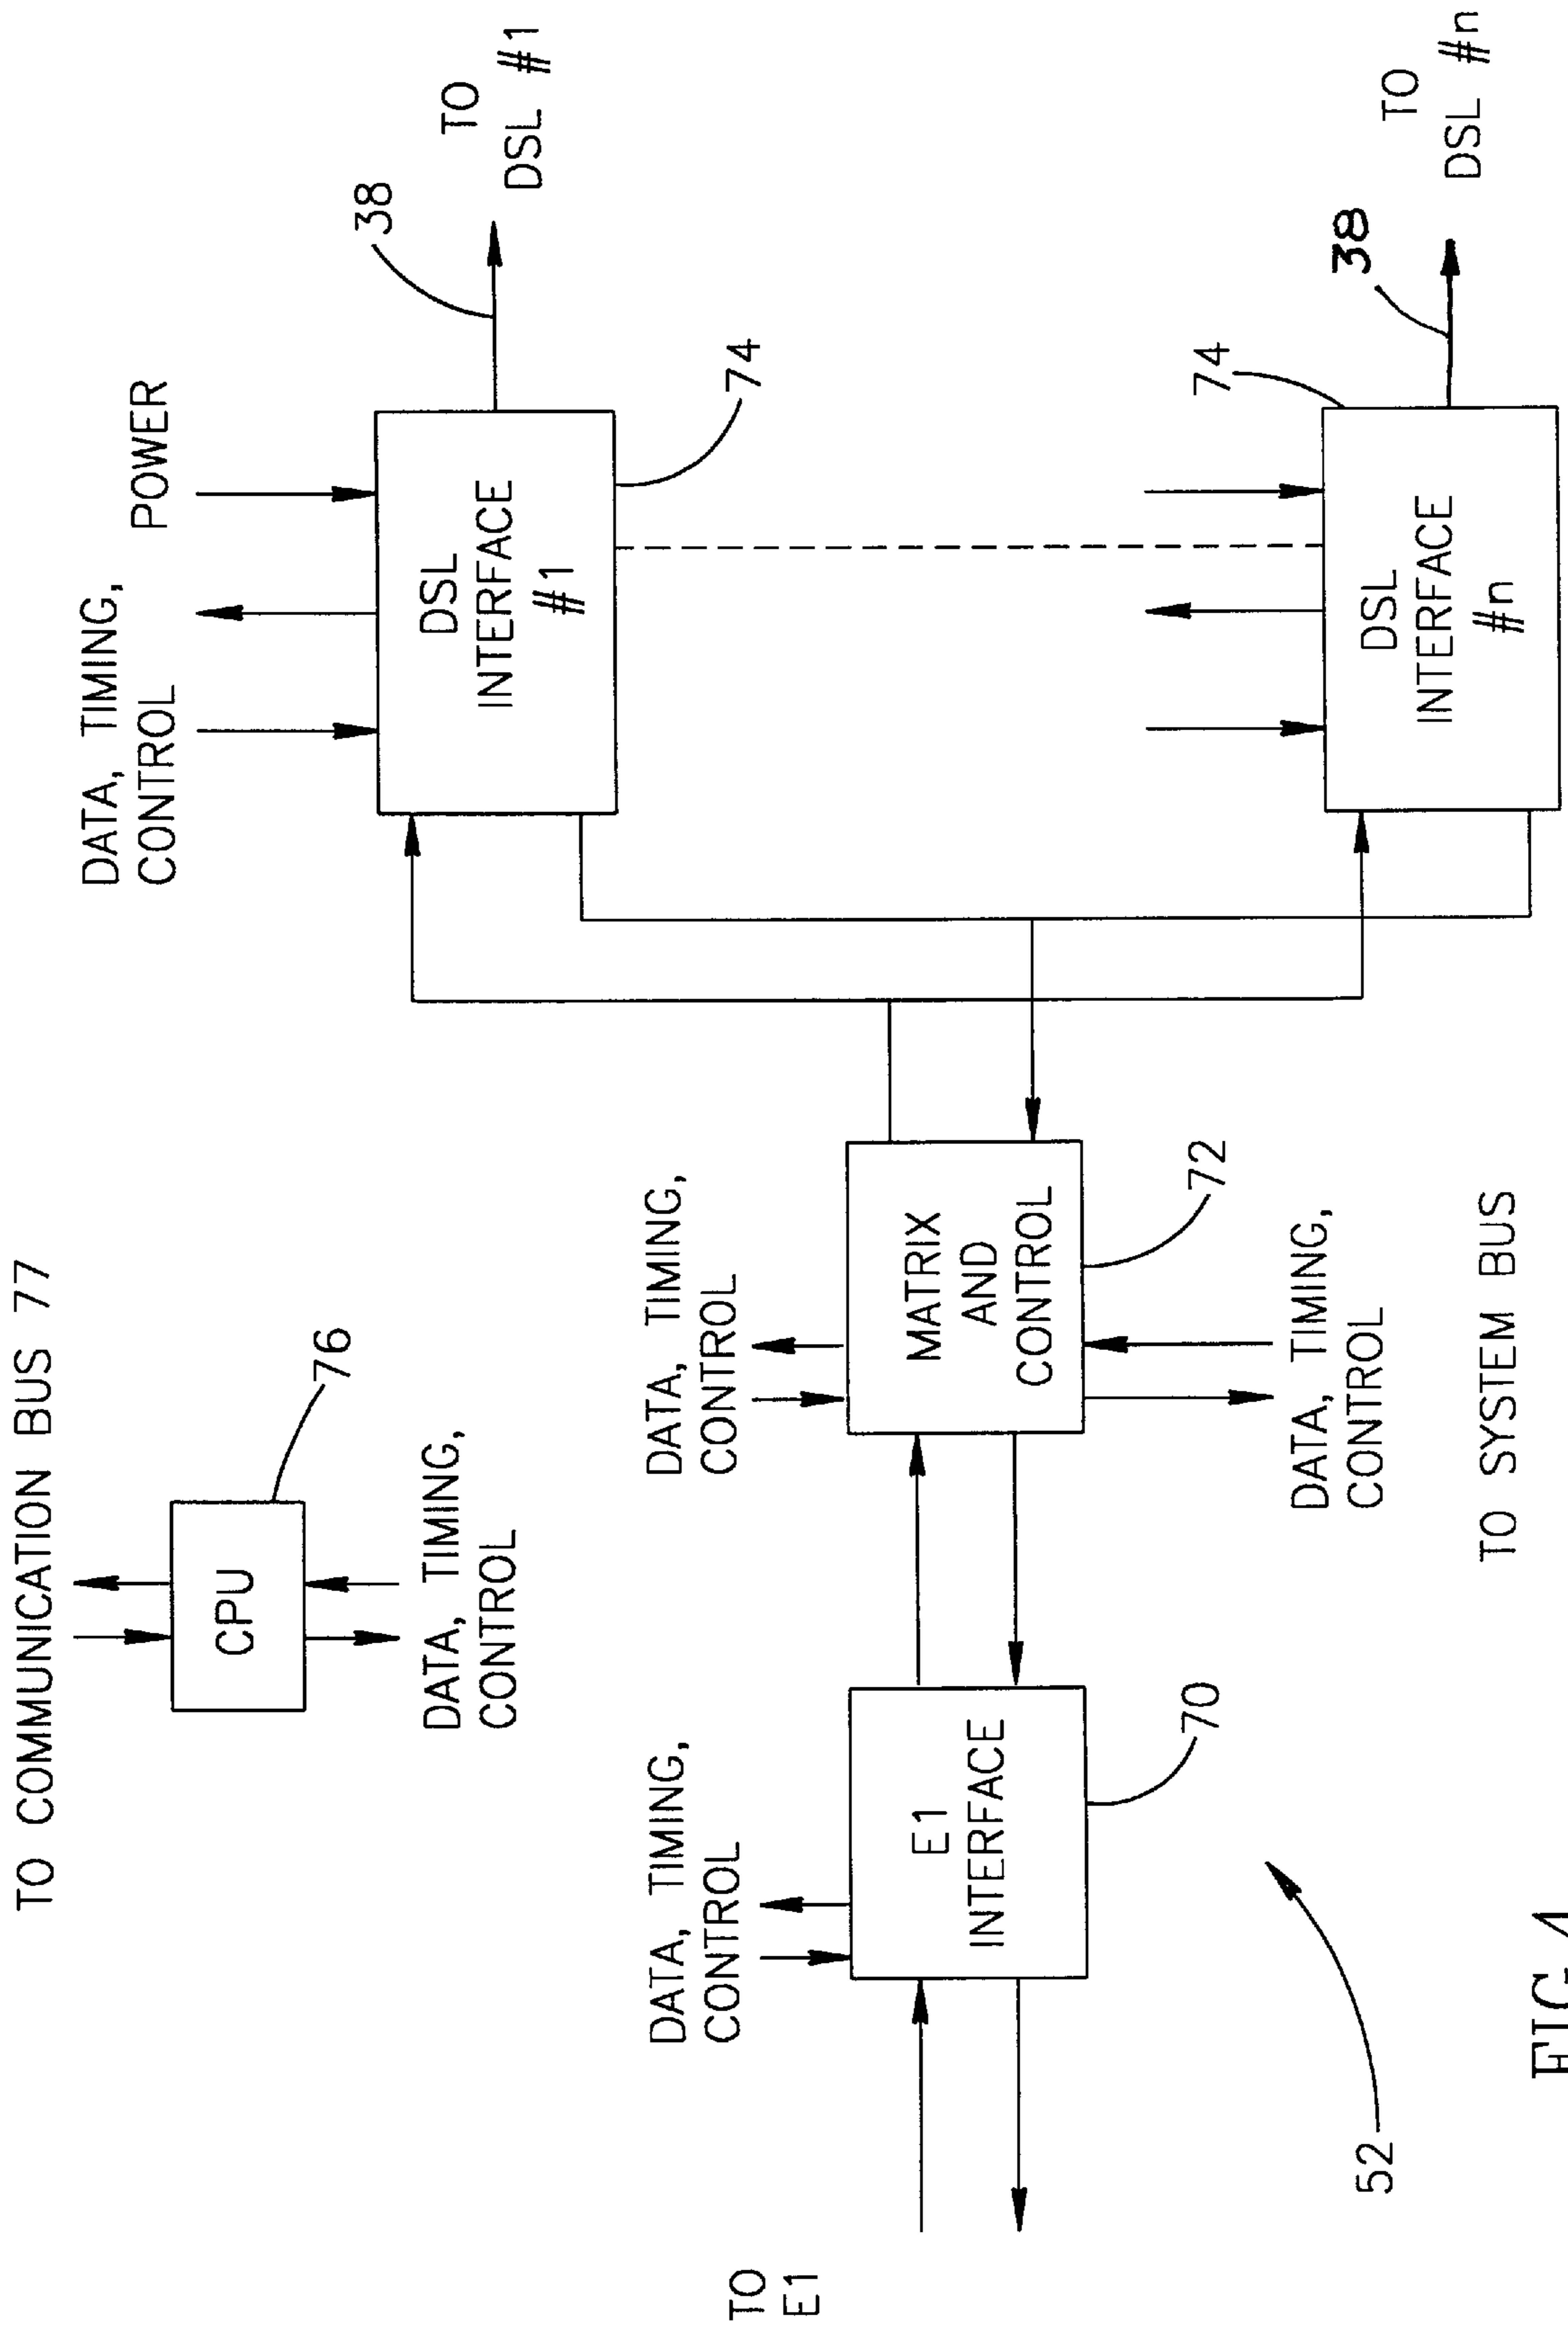 TO COMMUNICATION BUS 77
76
CPU
DATA, TIMING,
CONTROL
DATA, TIMING,
CONTROL
POWER
DSL
INTERFACE
#1
38
TO
DSL #1
74
DATA, TIMING,
CONTROL
DATA, TIMING,
CONTROL
TO
E1
E1
INTERFACE
70
MATRIX
AND
CONTROL
72
DATA, TIMING,
CONTROL
TO SYSTEM BUS
74
DSL
INTERFACE
#n
38
TO
DSL #n
52
FIG.4